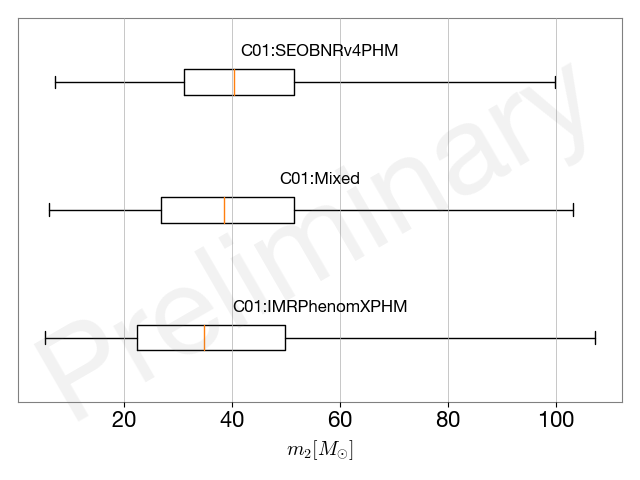 C01:SEOBNRv4PHM
C01:Mixed
C01:IMRPhenomXPHM
Preliminary
20 40 60 80 100
m₂[M⊙]